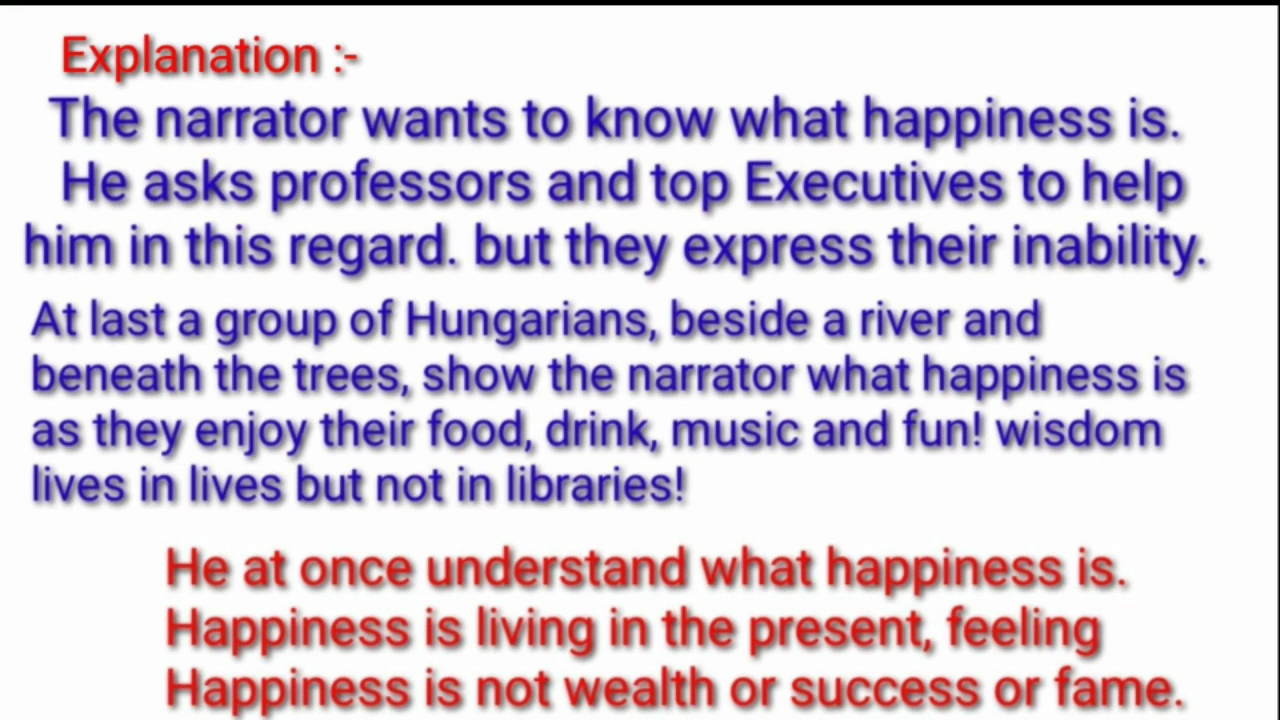 Explanation :-
The narrator wants to know what happiness is.
He asks professors and top Executives to help
him in this regard. but they express their inability.
At last a group of Hungarians, beside a river and
beneath the trees, show the narrator what happiness is
as they enjoy their food, drink, music and fun! wisdom
lives in lives but not in libraries!
He at once understand what happiness is.
Happiness is living in the present, feeling
Happiness is not wealth or success or fame.